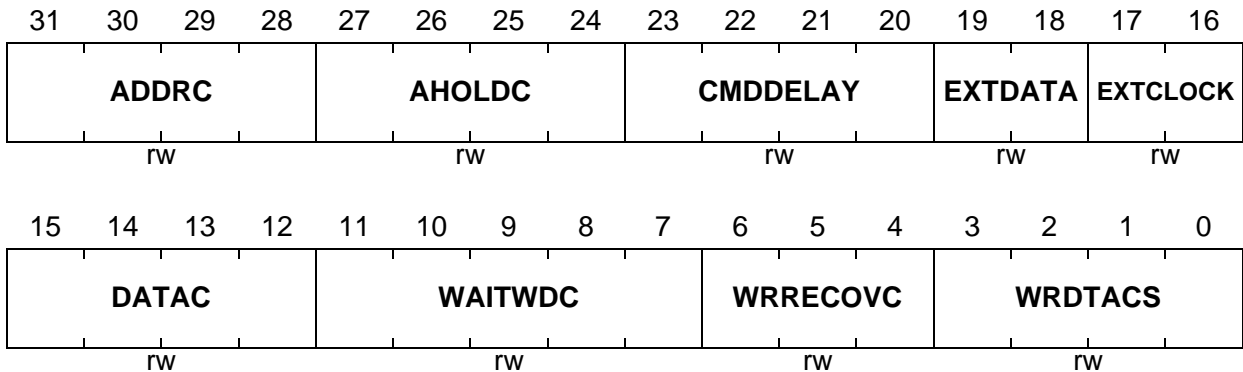 31 30 29 28 27 26 25 24 23 22 21 20 19 18 17 16
ADDRC AHOLDC CMDDELAY EXTDATA EXTCLOCK
rw rw rw rw rw
15 14 13 12 11 10 9 8 7 6 5 4 3 2 1 0
DATAC WAITWDC WRRECOVC WRDTACS
rw rw rw rw